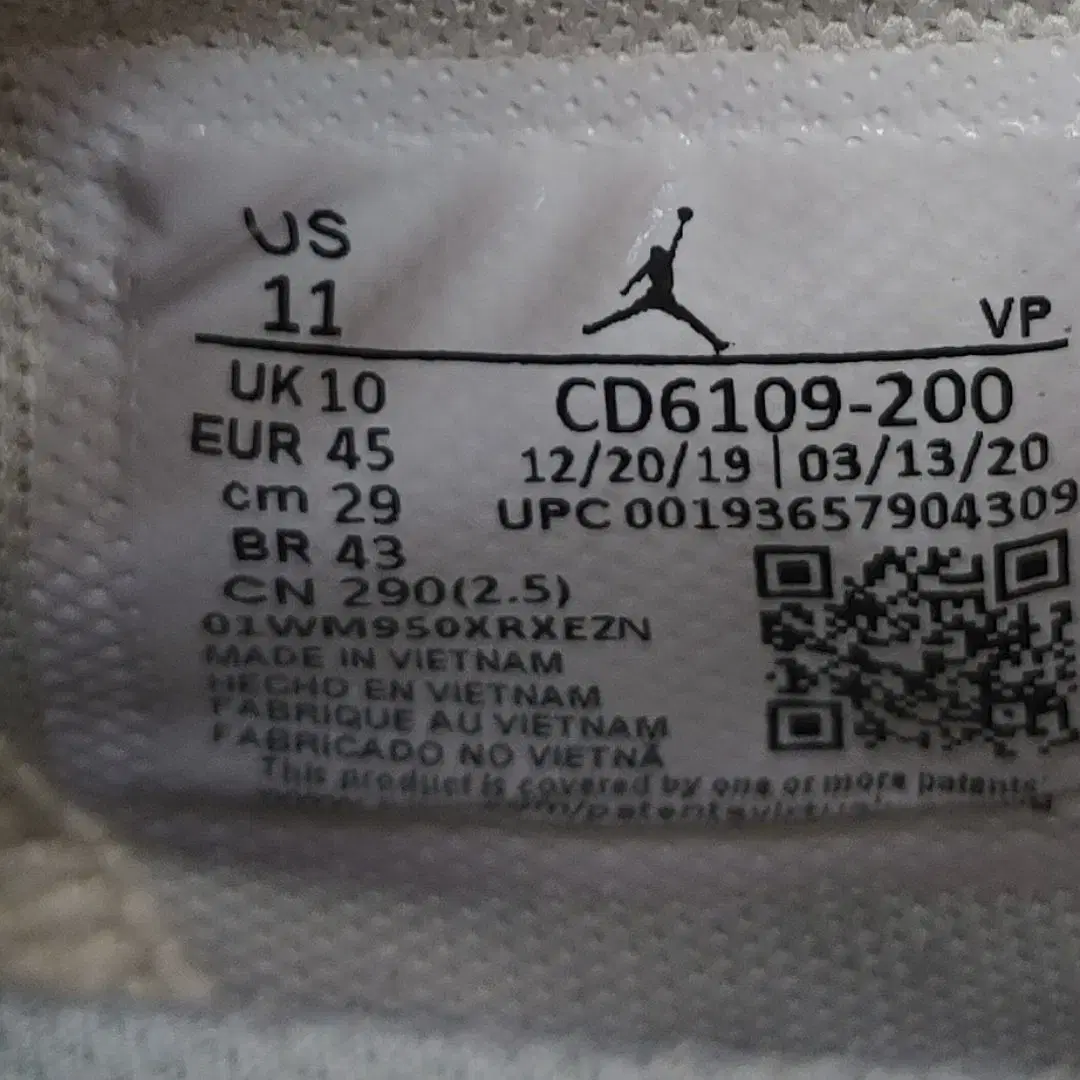 US
11
VP
UK 10
EUR 45
cm 29
BR 43
CN 290(2.5)
CD6109-200
12/20/19 | 03/13/20
UPC 00193657904309
01WM950XRXEZN
MADE IN VIETNAM
HECHO EN VIETNAM
FABRIQUE AU VIETNAM
FABRICADO NO VIETNÃ
This product is covered by one or more patents